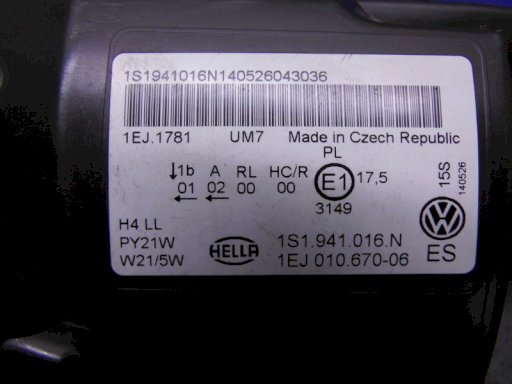 1S1941016N140526043036
1EJ.1781 UM7 Made in Czech Republic
PL
↓1b A RL HC/R E1 17,5
01 02 00 00
← ←
3149
15S
140526
H4 LL
PY21W
W21/5W
HELLA
1S1.941.016.N
1EJ 010.670-06
VW
ES